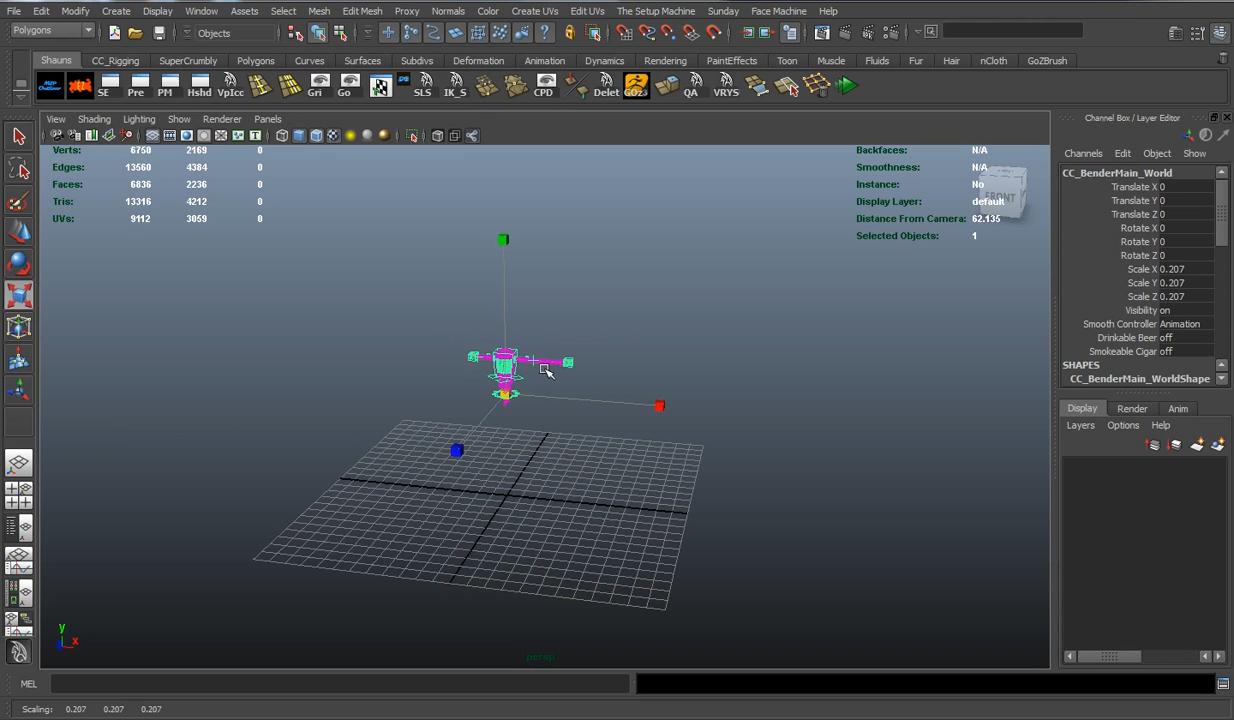 File Edit Modify Create Display Window Assets Select Mesh Edit Mesh Proxy Normals Color Create UVs Edit UVs The Setup Machine Sunday Face Machine Help
Polygons Objects
Shauns CC_Rigging SuperCrumbly Polygons Curves Surfaces Subdivs Deformation Animation Dynamics Rendering PaintEffects Toon Muscle Fluids Fur Hair nCloth GoZBrush
SE Pre PM Hshd VpIcc Gri Go SLS IK_S CPD Delet GOz3 QA VRYS
View Shading Lighting Show Renderer Panels
Channel Box / Layer Editor
Channels Edit Object Show
Verts: 6750 2169 0
Edges: 13560 4384 0
Faces: 6836 2236 0
Tris: 13316 4212 0
UVs: 9112 3059 0
Backfaces: N/A
Smoothness: N/A
Instance: No
Display Layer: default
Distance From Camera: 62.135
Selected Objects: 1
FRONT
CC_BenderMain_World
Translate X 0
Translate Y 0
Translate Z 0
Rotate X 0
Rotate Y 0
Rotate Z 0
Scale X 0.207
Scale Y 0.207
Scale Z 0.207
Visibility on
Smooth Controller Animation
Drinkable Beer off
Smokeable Cigar off
SHAPES
CC_BenderMain_WorldShape
Display Render Anim
Layers Options Help
y
x
persp
MEL
Scaling: 0.207 0.207 0.207